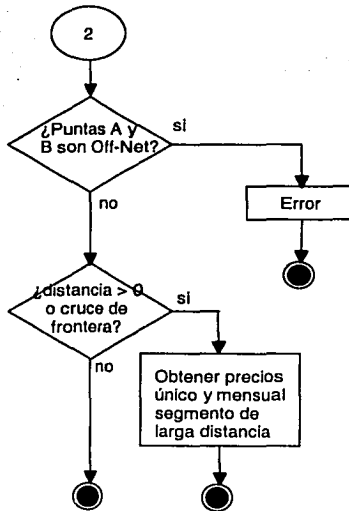 2
¿Puntas A y
B son Off-Net?
si
no
Error
¿distancia > 0
o cruce de
frontera?
si
no
Obtener precios
único y mensual
segmento de
larga distancia